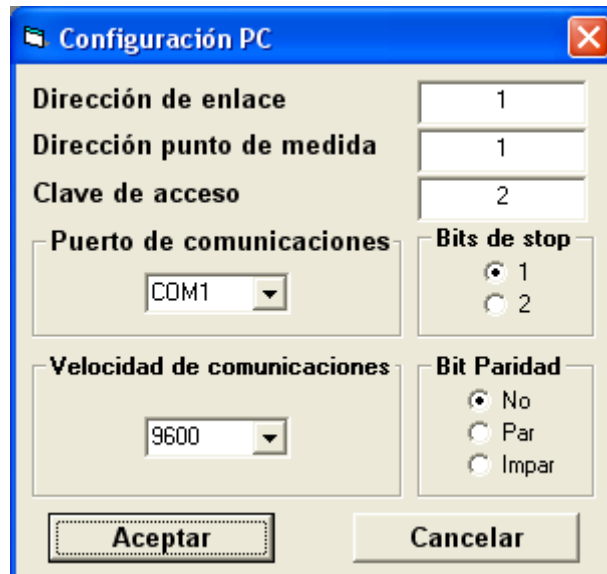 Configuración PC
Dirección de enlace 1
Dirección punto de medida 1
Clave de acceso 2
Puerto de comunicaciones
COM1
Bits de stop
1
2
Velocidad de comunicaciones
9600
Bit Paridad
No
Par
Impar
Aceptar Cancelar